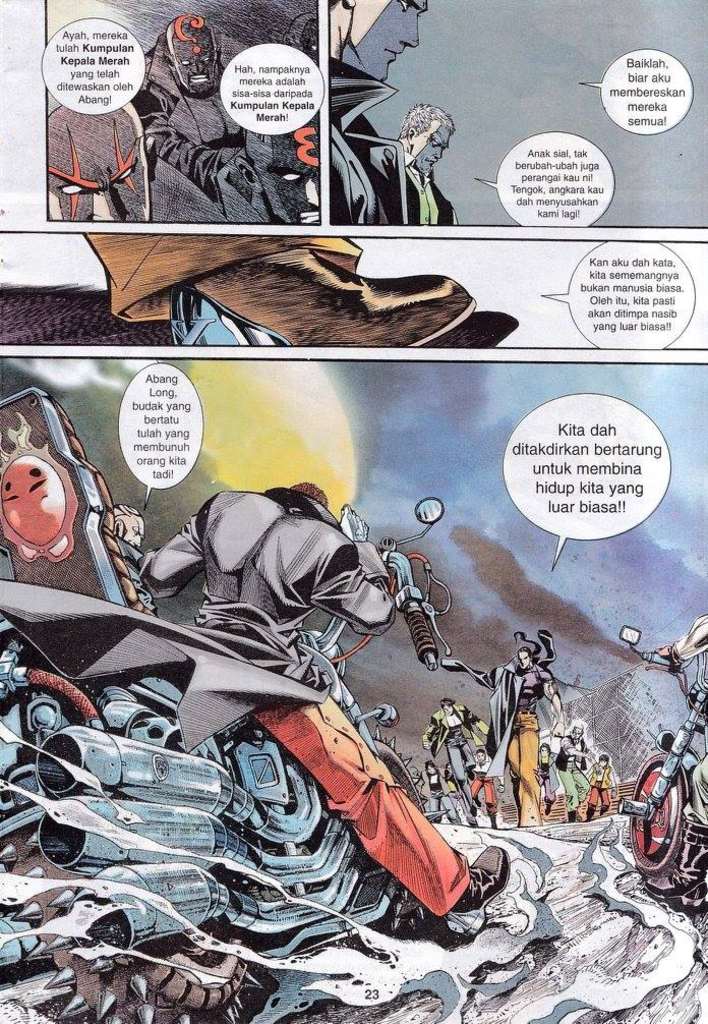 Ayah, mereka
tulah Kumpulan
Kepala Merah
yang telah
ditewaskan oleh
Abang!
Hah, nampaknya
mereka adalah
sisa-sisa daripada
Kumpulan Kepala
Merah!
Baiklah,
biar aku
membereskan
mereka
semua!
Anak sial, tak
berubah-ubah juga
perangai kau ni!
Tengok, angkara kau
dah menyusahkan
kami lagi!
Kan aku dah kata,
kita sememangnya
bukan manusia biasa.
Oleh itu, kita pasti
akan ditimpa nasib
yang luar biasa!!
Abang
Long,
budak yang
bertatu
tulah yang
membunuh
orang kita
tadi!
Kita dah
ditakdirkan bertarung
untuk membina
hidup kita yang
luar biasa!!
23